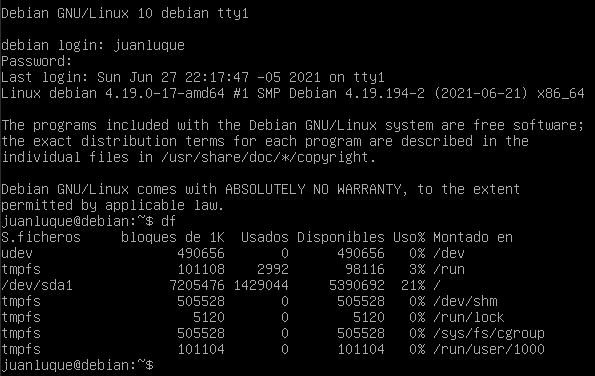 Debian GNU/Linux 10 debian tty1
debian login: juanluque
Password:
Last login: Sun Jun 27 22:17:47 -05 2021 on tty1
Linux debian 4.19.0-17-amd64 #1 SMP Debian 4.19.194-2 (2021-06-21) x86_64
The programs included with the Debian GNU/Linux system are free software;
the exact distribution terms for each program are described in the
individual files in /usr/share/doc/*/copyright.
Debian GNU/Linux comes with ABSOLUTELY NO WARRANTY, to the extent
permitted by applicable law.
juanluque@debian:~$ df
S.ficheros     bloques de 1K  Usados Disponibles Uso% Montado en
udev                  490656       0      490656   0% /dev
tmpfs                 101108    2992       98116   3% /run
/dev/sda1            7205476 1429044     5390692  21% /
tmpfs                 505528       0      505528   0% /dev/shm
tmpfs                   5120       0        5120   0% /run/lock
tmpfs                 505528       0      505528   0% /sys/fs/cgroup
tmpfs                 101104       0      101104   0% /run/user/1000
juanluque@debian:~$